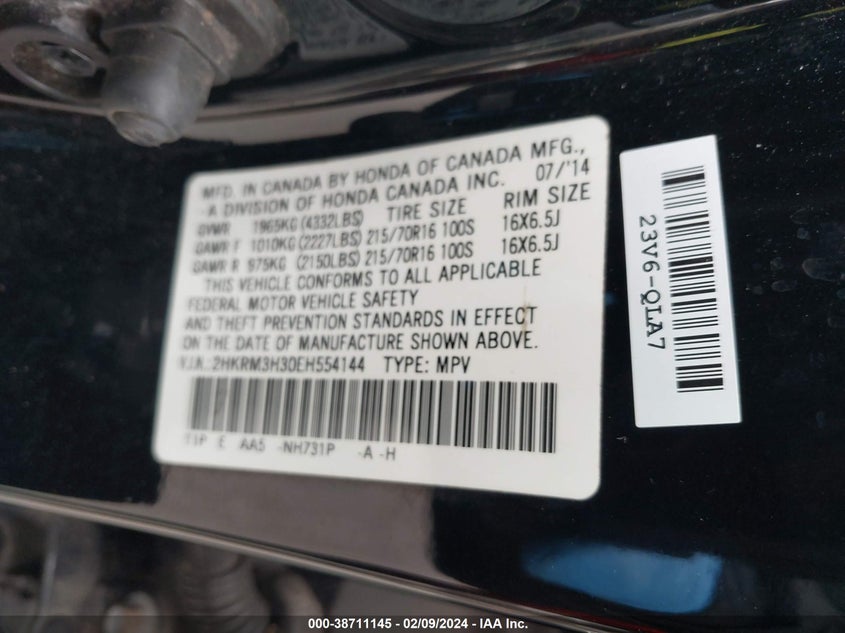 MFD. IN CANADA BY HONDA OF CANADA MFG.,
-A DIVISION OF HONDA CANADA INC. 07/'14
GVWR 1965KG (4332LBS) TIRE SIZE RIM SIZE
GAWR F 1010KG (2227LBS) 215/70R16 100S 16X6.5J
GAWR R 975KG (2150LBS) 215/70R16 100S 16X6.5J
THIS VEHICLE CONFORMS TO ALL APPLICABLE
FEDERAL MOTOR VEHICLE SAFETY
AND THEFT PREVENTION STANDARDS IN EFFECT
ON THE DATE OF MANUFACTURE SHOWN ABOVE.
V.I.N.: 2HKRM3H30EH554144 TYPE: MPV
TIP E AA5 -NH731P -A -H
23V6-QLA7
000-38711145 - 02/09/2024 - IAA Inc.